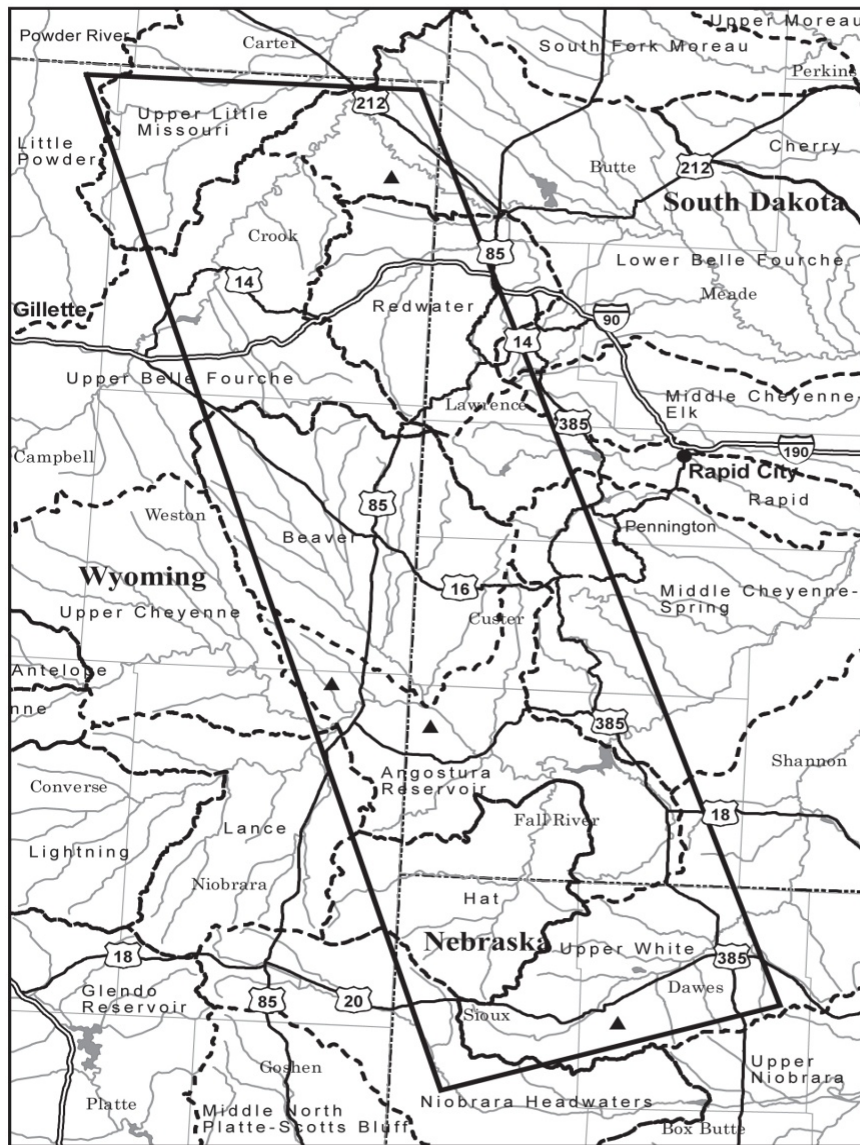 Upper Moreau
Powder River
Carter
South Fork Moreau
Perkins
212
Upper Little
Missouri
Little
Powder
Butte
212
Cherry
South Dakota
Crook
85
Lower Belle Fourche
14
Meade
Gillette
Redwater
90
14
Upper Belle Fourche
Middle Cheyenne-
Elk
Lawrence
385
190
Campbell
Rapid City
85
Rapid
Weston
Pennington
Beaver
Wyoming
16
Middle Cheyenne-
Spring
Upper Cheyenne
Custer
Antelope
nne
385
Shannon
Angostura
Reservoir
Converse
18
Fall River
Lance
Lightning
Niobrara
Hat
Nebraska
Upper White
18
385
Glendo
Reservoir
85
20
Dawes
Sioux
Goshen
Upper
Niobrara
Platte
Middle North
Platte-Scotts Bluff
Niobrara Headwaters
Box Butte